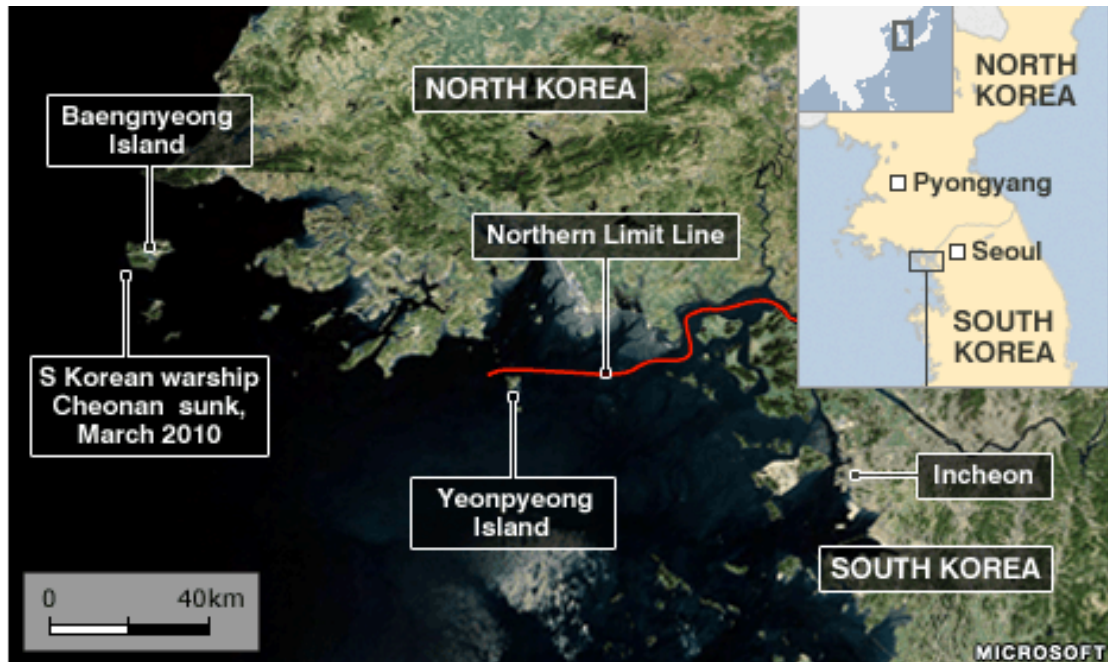 NORTH KOREA
Baengnyeong
Island
Northern Limit Line
S Korean warship
Cheonan sunk,
March 2010
Yeonpyeong
Island
Incheon
SOUTH KOREA
0 40km
NORTH
KOREA
Pyongyang
Seoul
SOUTH
KOREA
MICROSOFT